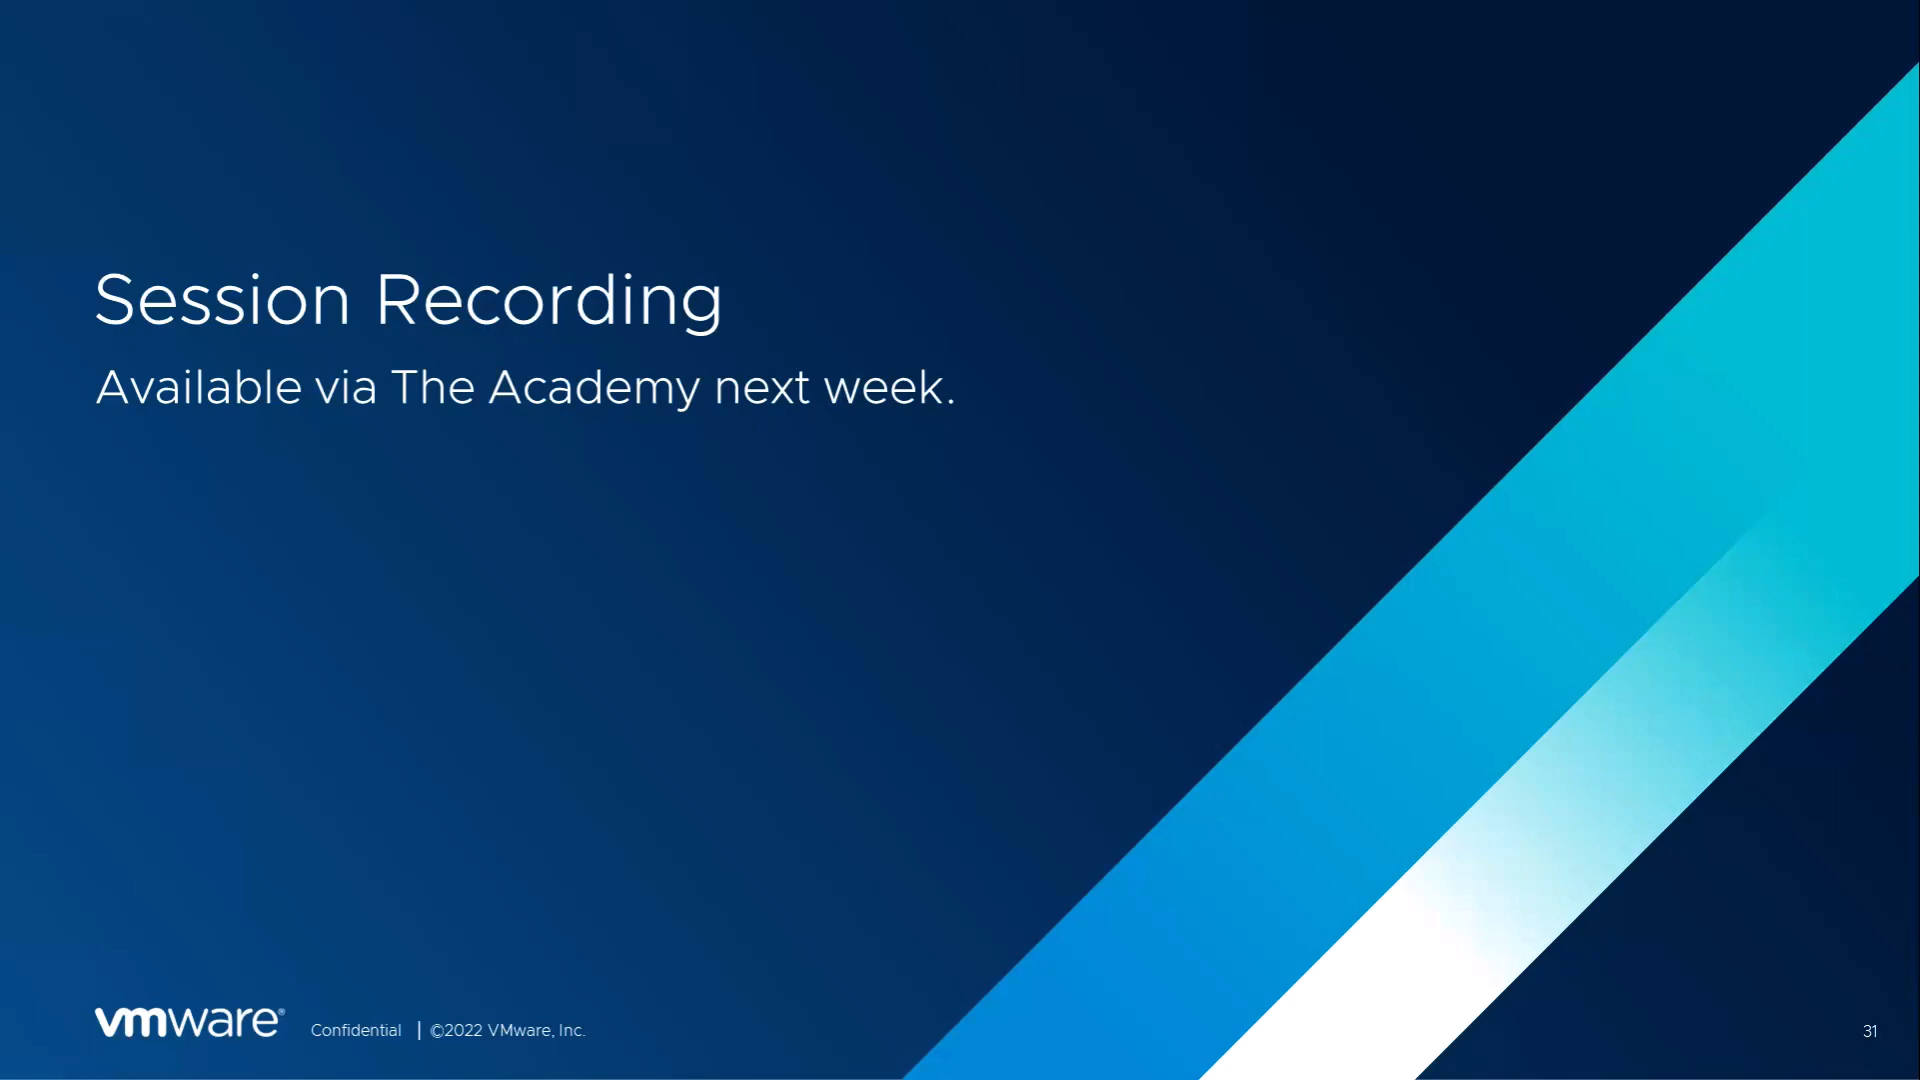 Session Recording
Available via The Academy next week.
vmware®
Confidential | ©2022 VMware, Inc.
31